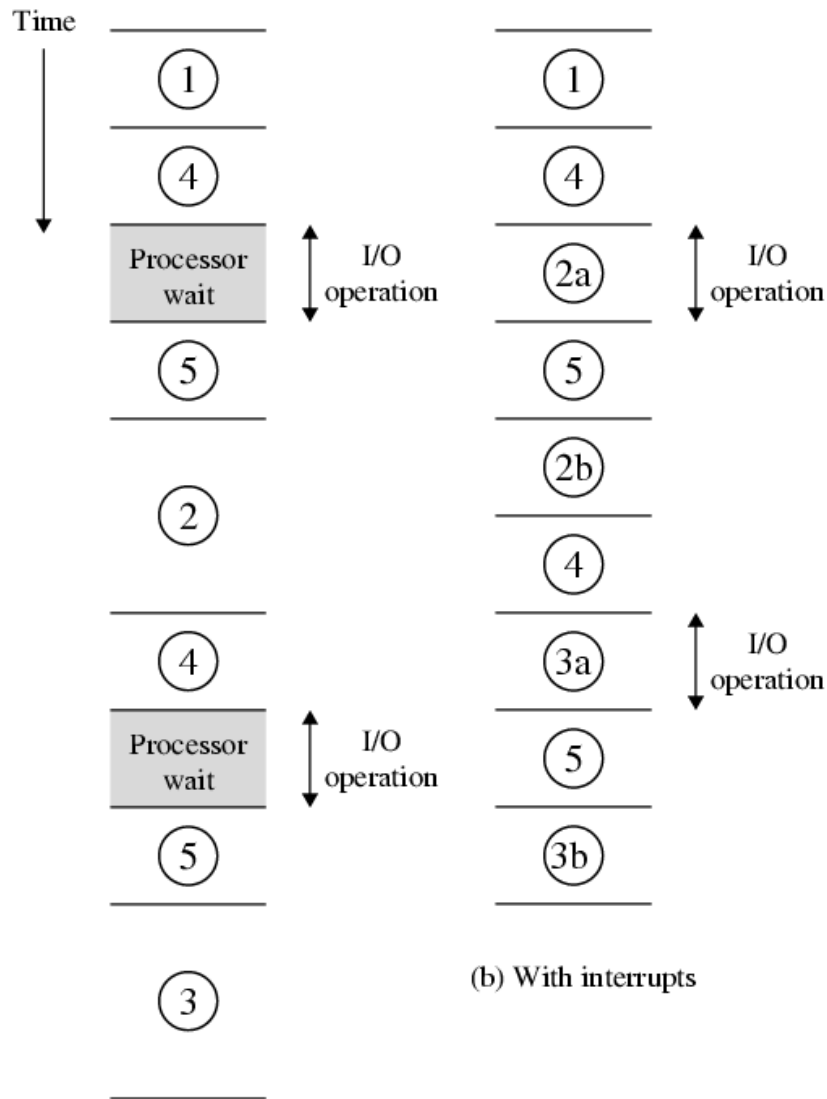 Time
1
4
Processor
wait
I/O
operation
5
2
4
Processor
wait
I/O
operation
5
3
1
4
2a
I/O
operation
5
2b
4
3a
I/O
operation
5
3b
(b) With interrupts